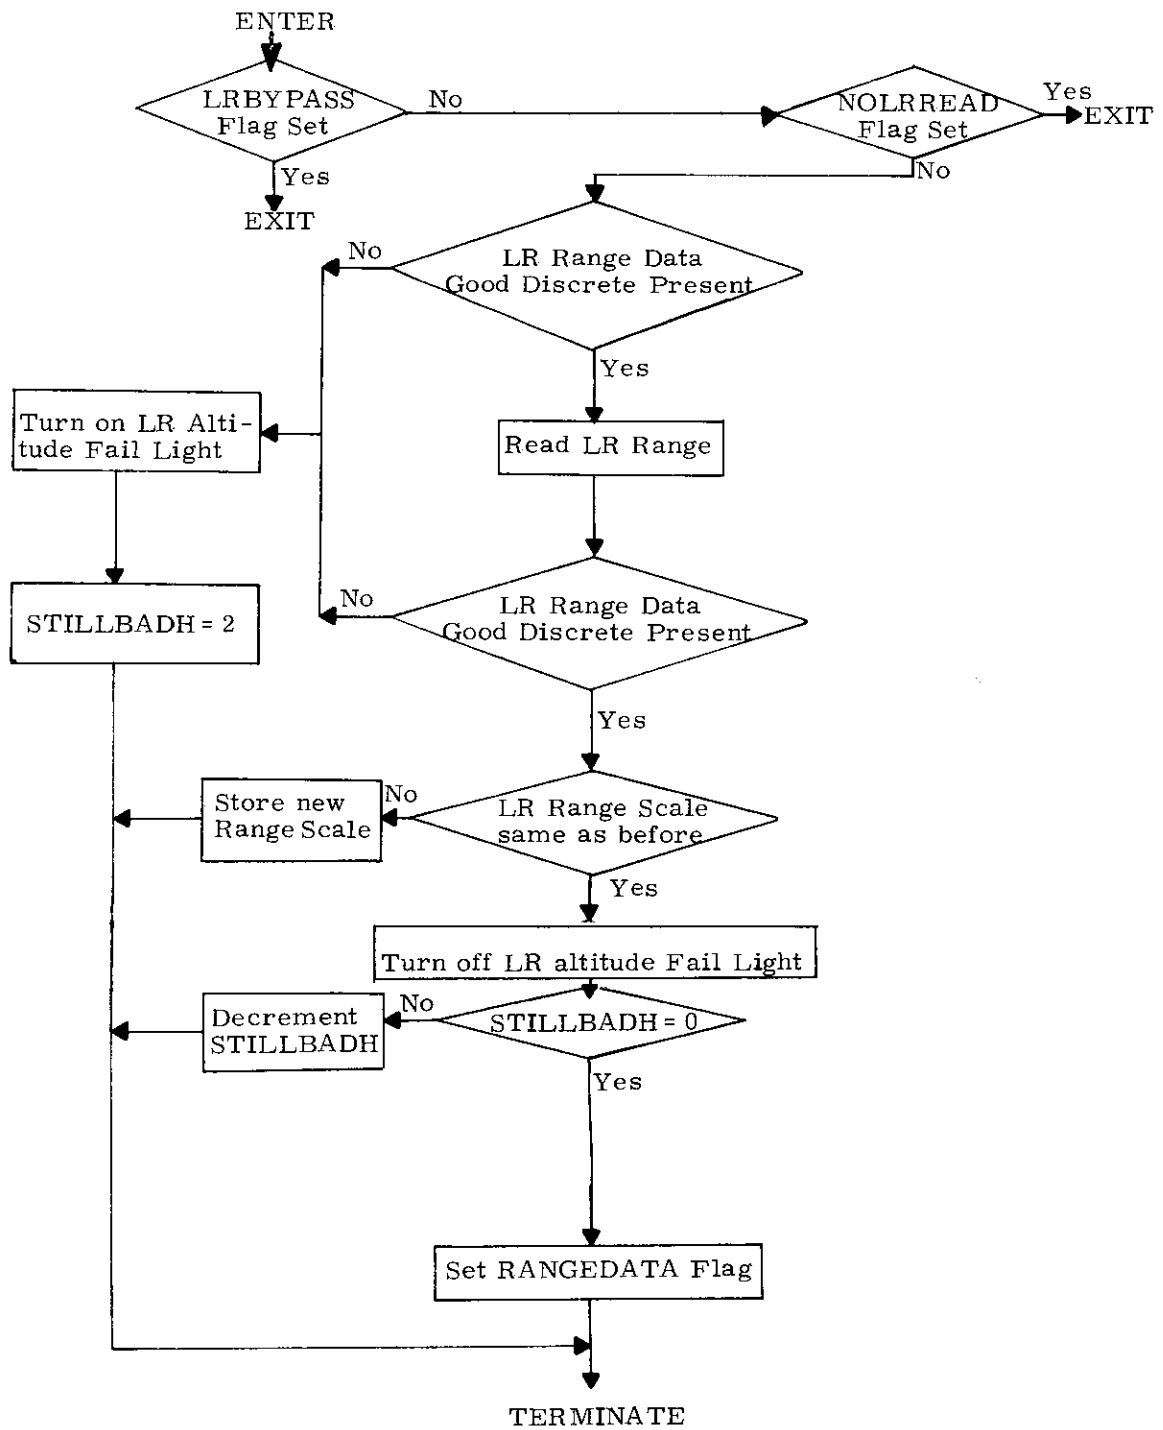 ENTER
LRBYPASS
Flag Set
No
NOLRREAD
Flag Set
Yes
EXIT
Yes
EXIT
No
LR Range Data
Good Discrete Present
No
Yes
Turn on LR Alti-
tude Fail Light
Read LR Range
STILLBADH = 2
LR Range Data
Good Discrete Present
No
Yes
LR Range Scale
same as before
No
Store new
Range Scale
Yes
Turn off LR altitude Fail Light
STILLBADH = 0
No
Decrement
STILLBADH
Yes
Set RANGEDATA Flag
TERMINATE